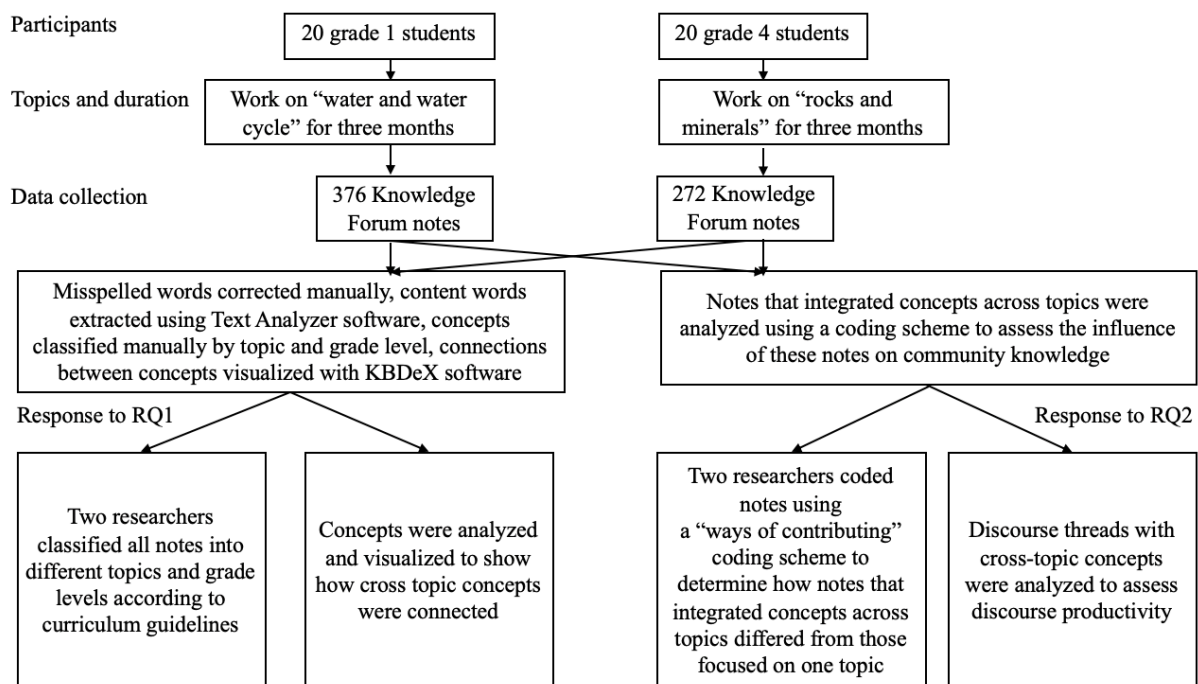 Participants
20 grade 1 students
20 grade 4 students
Topics and duration
Work on “water and water
cycle” for three months
Work on “rocks and
minerals” for three months
Data collection
376 Knowledge
Forum notes
272 Knowledge
Forum notes
Misspelled words corrected manually, content words
extracted using Text Analyzer software, concepts
classified manually by topic and grade level, connections
between concepts visualized with KBDeX software
Notes that integrated concepts across topics were
analyzed using a coding scheme to assess the influence
of these notes on community knowledge
Response to RQ1
Response to RQ2
Two researchers
classified all notes into
different topics and grade
levels according to
curriculum guidelines
Concepts were analyzed
and visualized to show
how cross topic concepts
were connected
Two researchers coded
notes using
a “ways of contributing”
coding scheme to
determine how notes that
integrated concepts across
topics differed from those
focused on one topic
Discourse threads with
cross-topic concepts
were analyzed to assess
discourse productivity